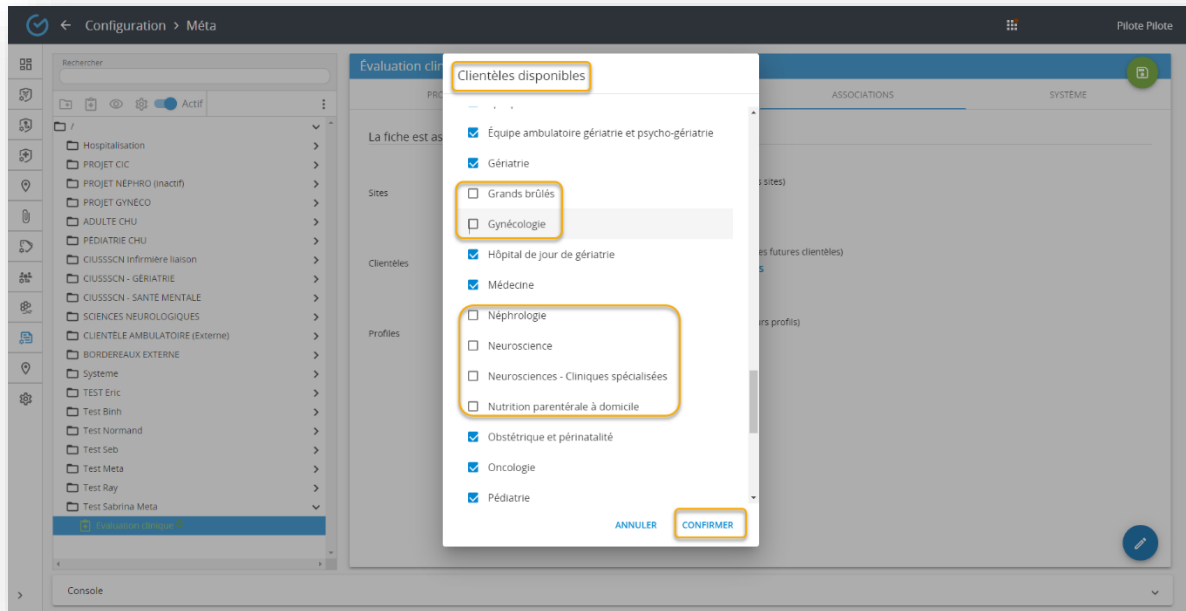 Configuration > Méta
Pilote Pilote
Rechercher
Actif
/
Hospitalisation
PROJET CIC
PROJET NÉPHRO (Inactif)
PROJET GYNÉCO
ADULTE CHU
PÉDIATRIE CHU
CIUSSSCN Infirmière liaison
CIUSSSCN - GÉRIATRIE
CIUSSSCN - SANTÉ MENTALE
SCIENCES NEUROLOGIQUES
CLIENTÈLE AMBULATOIRE (Externe)
BORDEREAUX EXTERNE
Systeme
TEST Eric
Test Binh
Test Normand
Test Seb
Test Meta
Test Ray
Test Sabrina Meta
Évaluation clinique
Évaluation clin
PRO
ASSOCIATIONS
SYSTÈME
La fiche est as
Sites
s sites)
Clientèles
es futures clientèles)
s
Profiles
urs profils)
Clientèles disponibles
Équipe ambulatoire gériatrie et psycho-gériatrie
Gériatrie
Grands brûlés
Gynécologie
Hôpital de jour de gériatrie
Médecine
Néphrologie
Neuroscience
Neurosciences - Cliniques spécialisées
Nutrition parentérale à domicile
Obstétrique et périnatalité
Oncologie
Pédiatrie
ANNULER CONFIRMER
Console